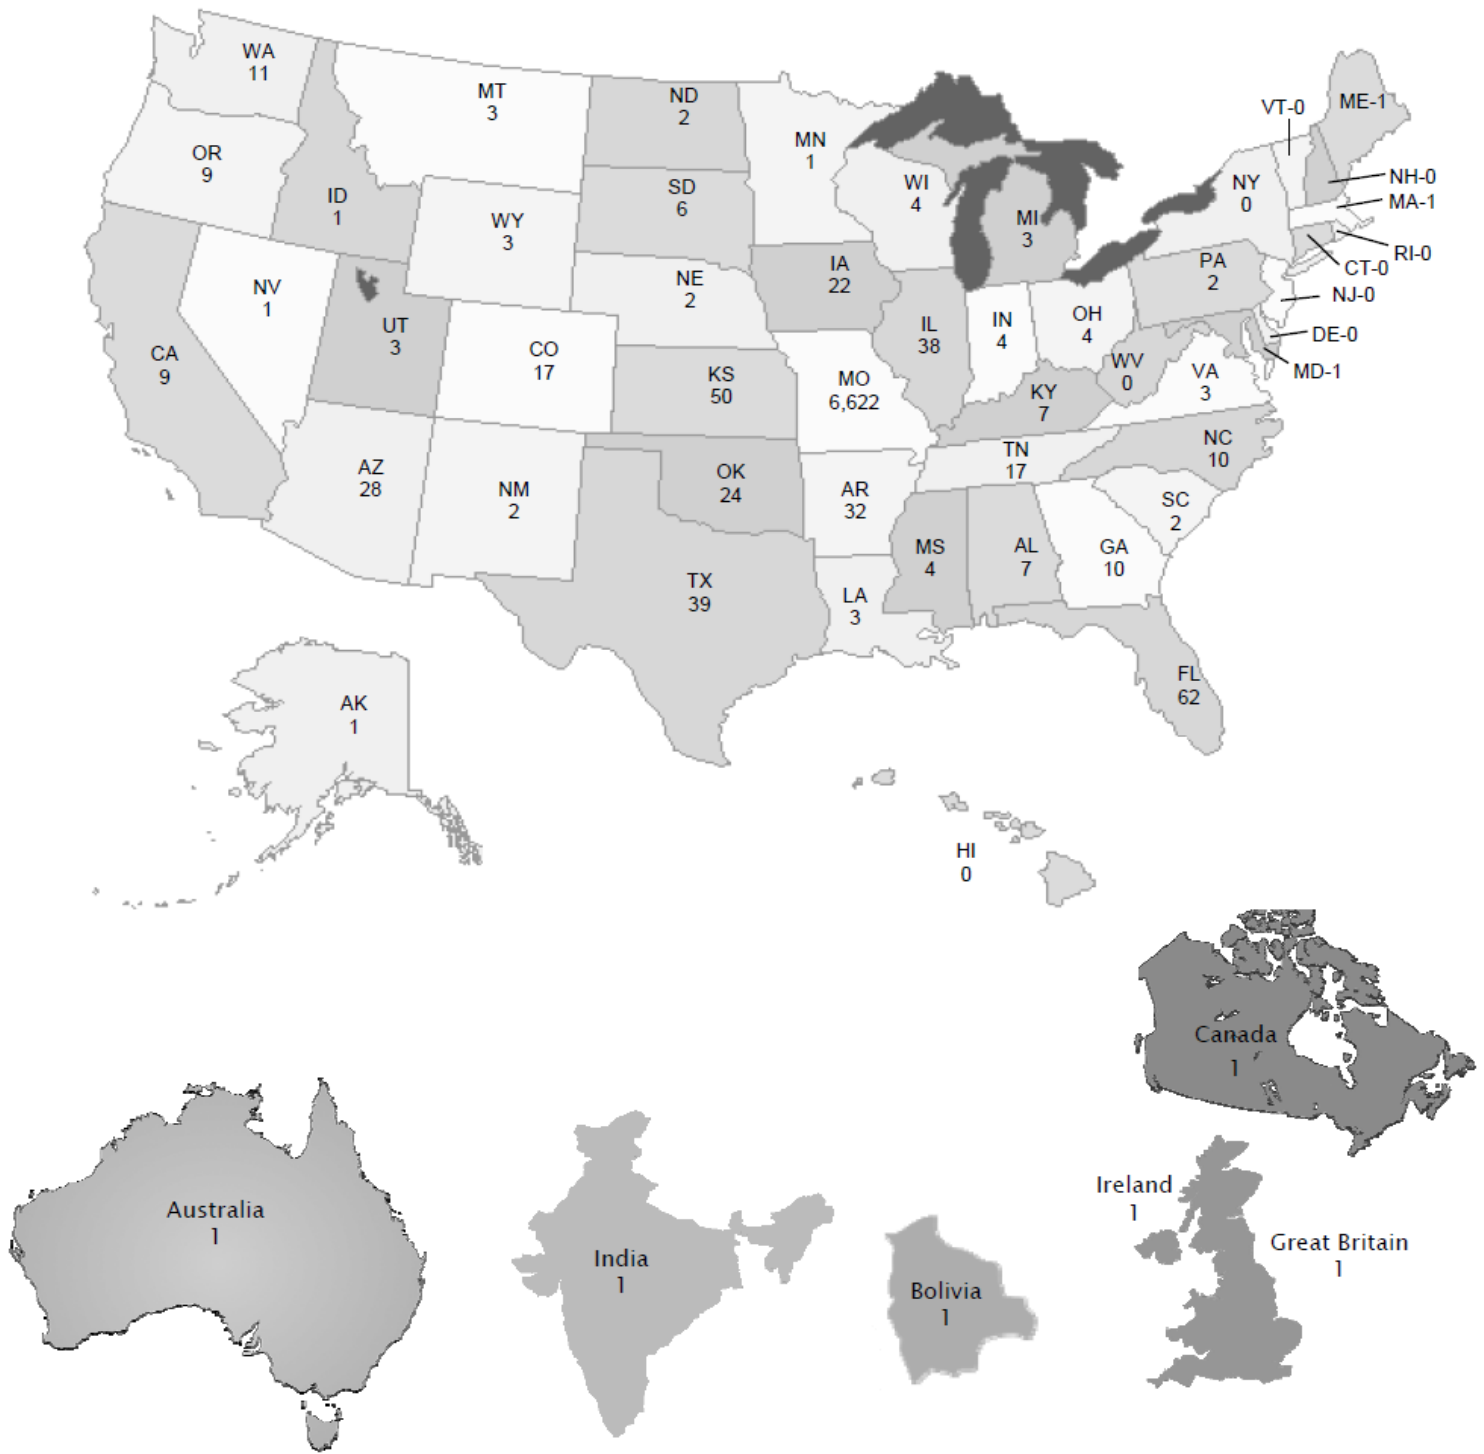 WA
11
MT
3
ND
2
MN
1
VT-0
ME-1
OR
9
ID
1
WY
3
SD
6
WI
4
MI
3
NY
0
NH-0
MA-1
RI-0
CT-0
NJ-0
DE-0
MD-1
NV
1
UT
3
CO
17
NE
2
IA
22
IL
38
IN
4
OH
4
PA
2
WV
0
VA
3
CA
9
KS
50
MO
6,622
KY
7
NC
10
TN
17
SC
2
AZ
28
NM
2
OK
24
AR
32
MS
4
AL
7
GA
10
TX
39
LA
3
FL
62
AK
1
HI
0
Canada
1
Australia
1
India
1
Bolivia
1
Ireland
1
Great Britain
1